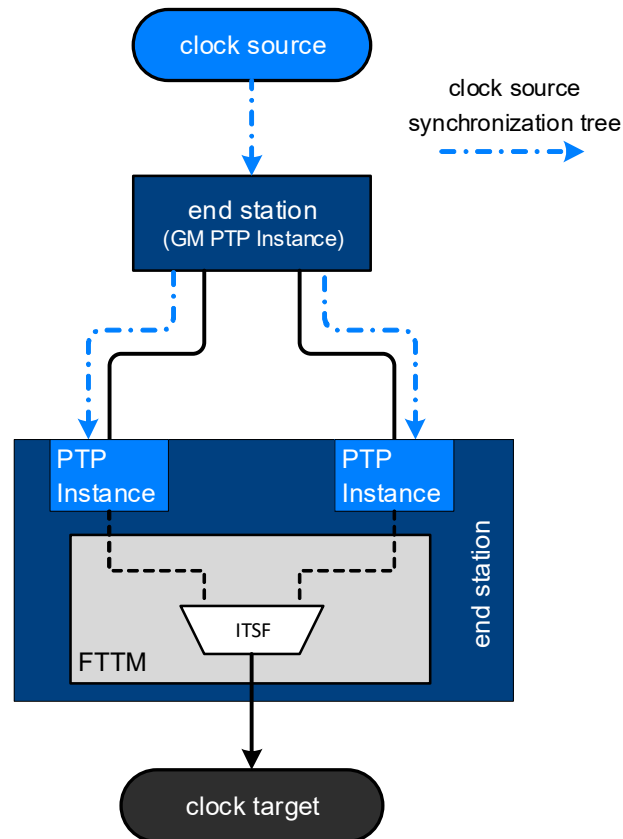 clock source
clock source
synchronization tree
end station
(GM PTP Instance)
PTP
Instance
PTP
Instance
end station
ITSF
FTTM
clock target